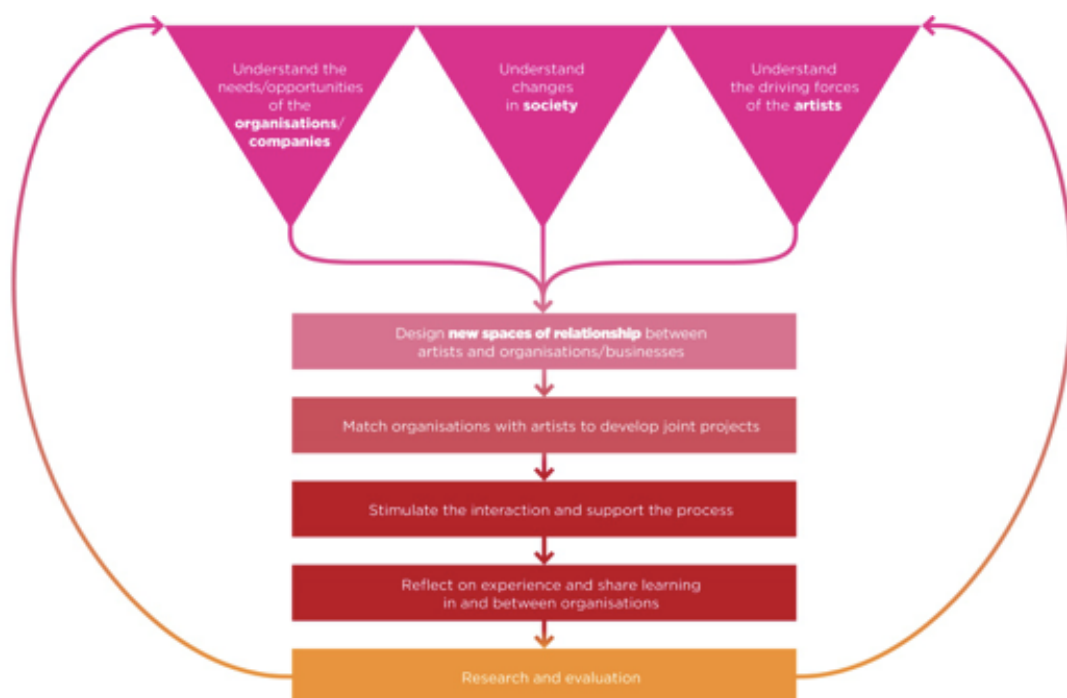 Understand the
needs/opportunities
of the
organisations/
companies
Understand
changes
in society
Understand
the driving forces
of the artists
Design new spaces of relationship between
artists and organisations/businesses
Match organisations with artists to develop joint projects
Stimulate the interaction and support the process
Reflect on experience and share learning
in and between organisations
Research and evaluation